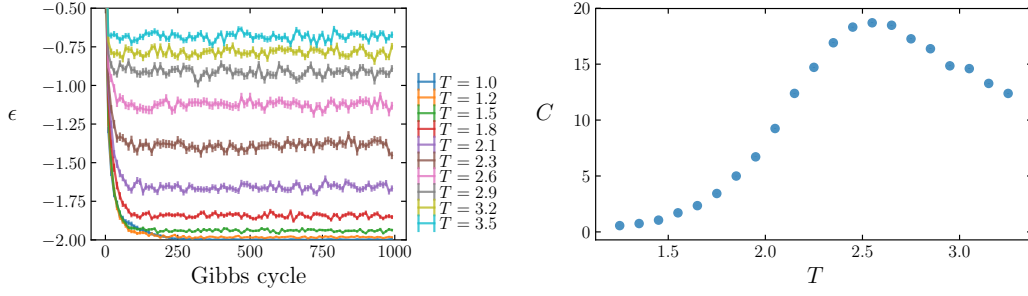 −0.50
−0.75
−1.00
−1.25
−1.50
−1.75
−2.00
ϵ
0
250
500
750
1000
Gibbs cycle
T = 1.0
T = 1.2
T = 1.5
T = 1.8
T = 2.1
T = 2.3
T = 2.6
T = 2.9
T = 3.2
T = 3.5
20
15
10
5
0
C
1.5
2.0
2.5
3.0
T